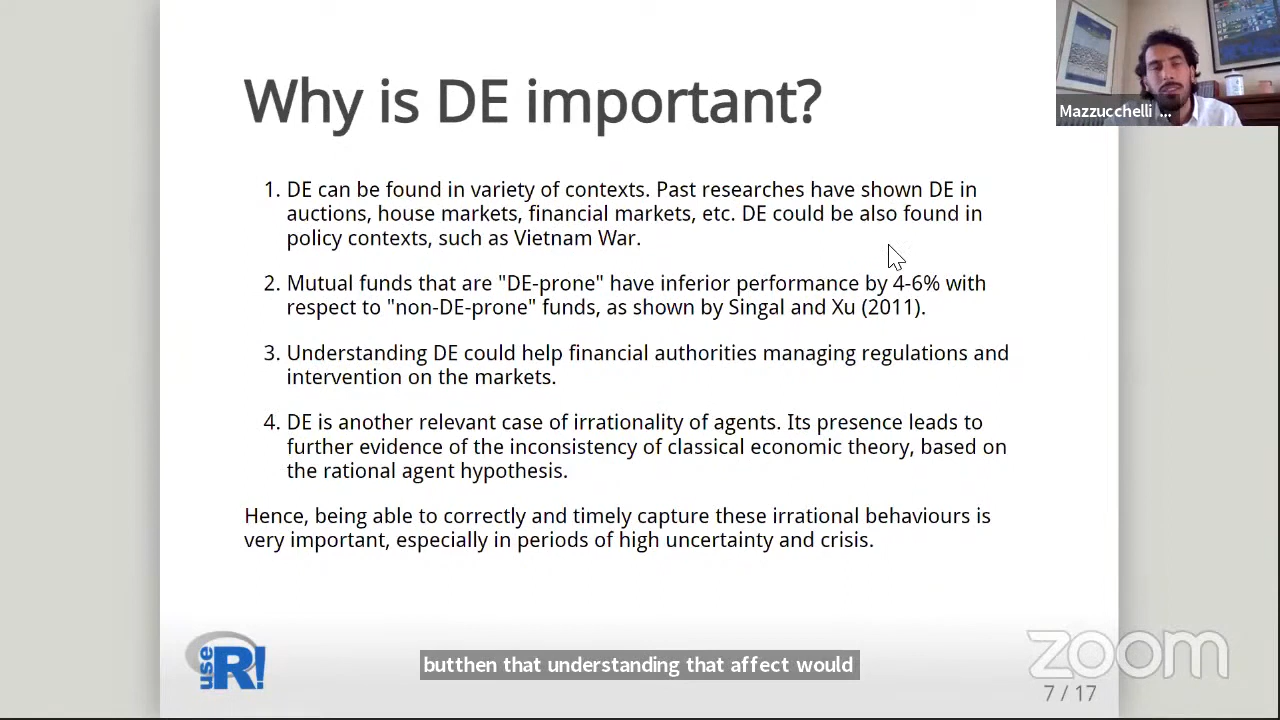 Why is DE important?
Mazzucchelli ...
1. DE can be found in variety of contexts. Past researches have shown DE in
auctions, house markets, financial markets, etc. DE could be also found in
policy contexts, such as Vietnam War.
2. Mutual funds that are "DE-prone" have inferior performance by 4-6% with
respect to "non-DE-prone" funds, as shown by Singal and Xu (2011).
3. Understanding DE could help financial authorities managing regulations and
intervention on the markets.
4. DE is another relevant case of irrationality of agents. Its presence leads to
further evidence of the inconsistency of classical economic theory, based on
the rational agent hypothesis.
Hence, being able to correctly and timely capture these irrational behaviours is
very important, especially in periods of high uncertainty and crisis.
use R!
butthen that understanding that affect would
zoom
7 / 17